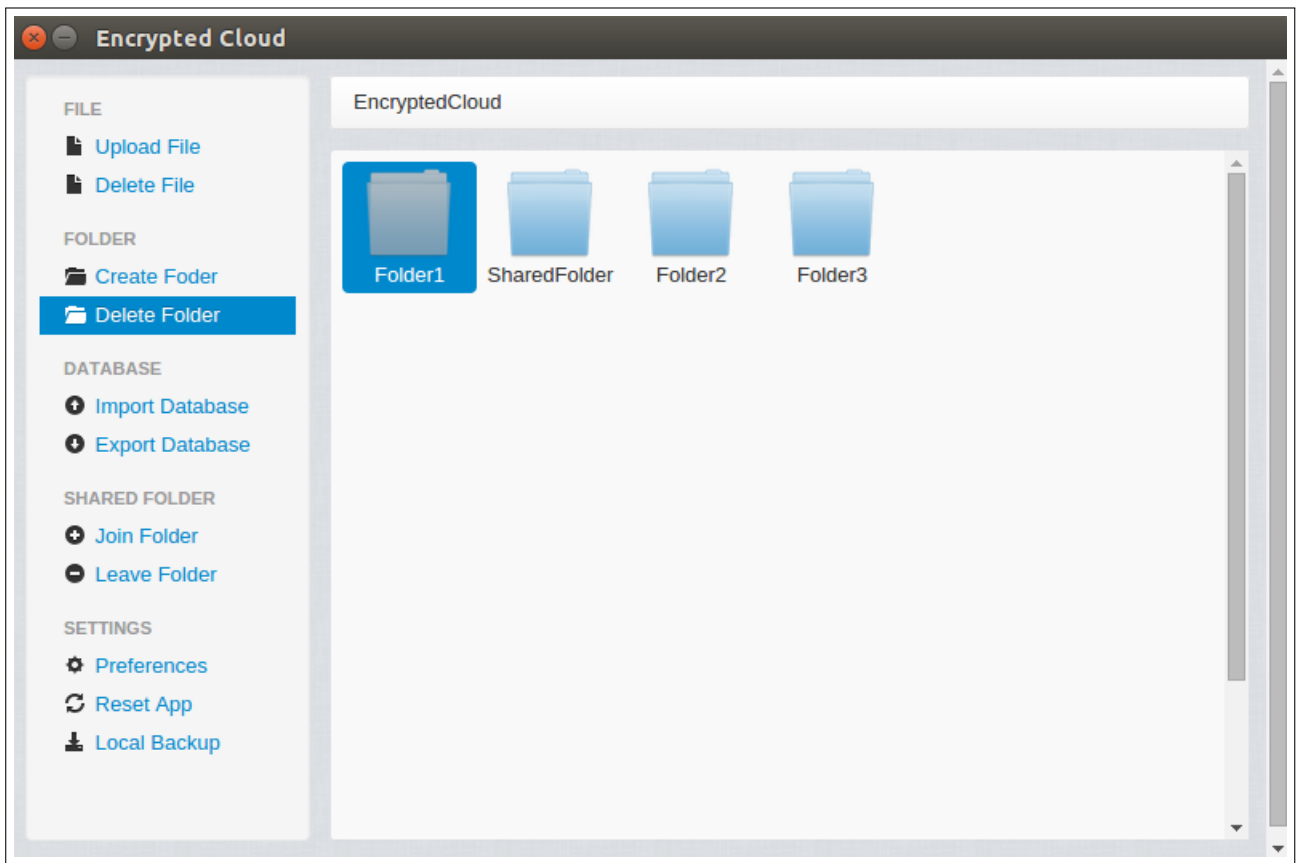 Encrypted Cloud
FILE
Upload File
Delete File
FOLDER
Create Foder
Delete Folder
DATABASE
Import Database
Export Database
SHARED FOLDER
Join Folder
Leave Folder
SETTINGS
Preferences
Reset App
Local Backup
EncryptedCloud
Folder1 SharedFolder Folder2 Folder3